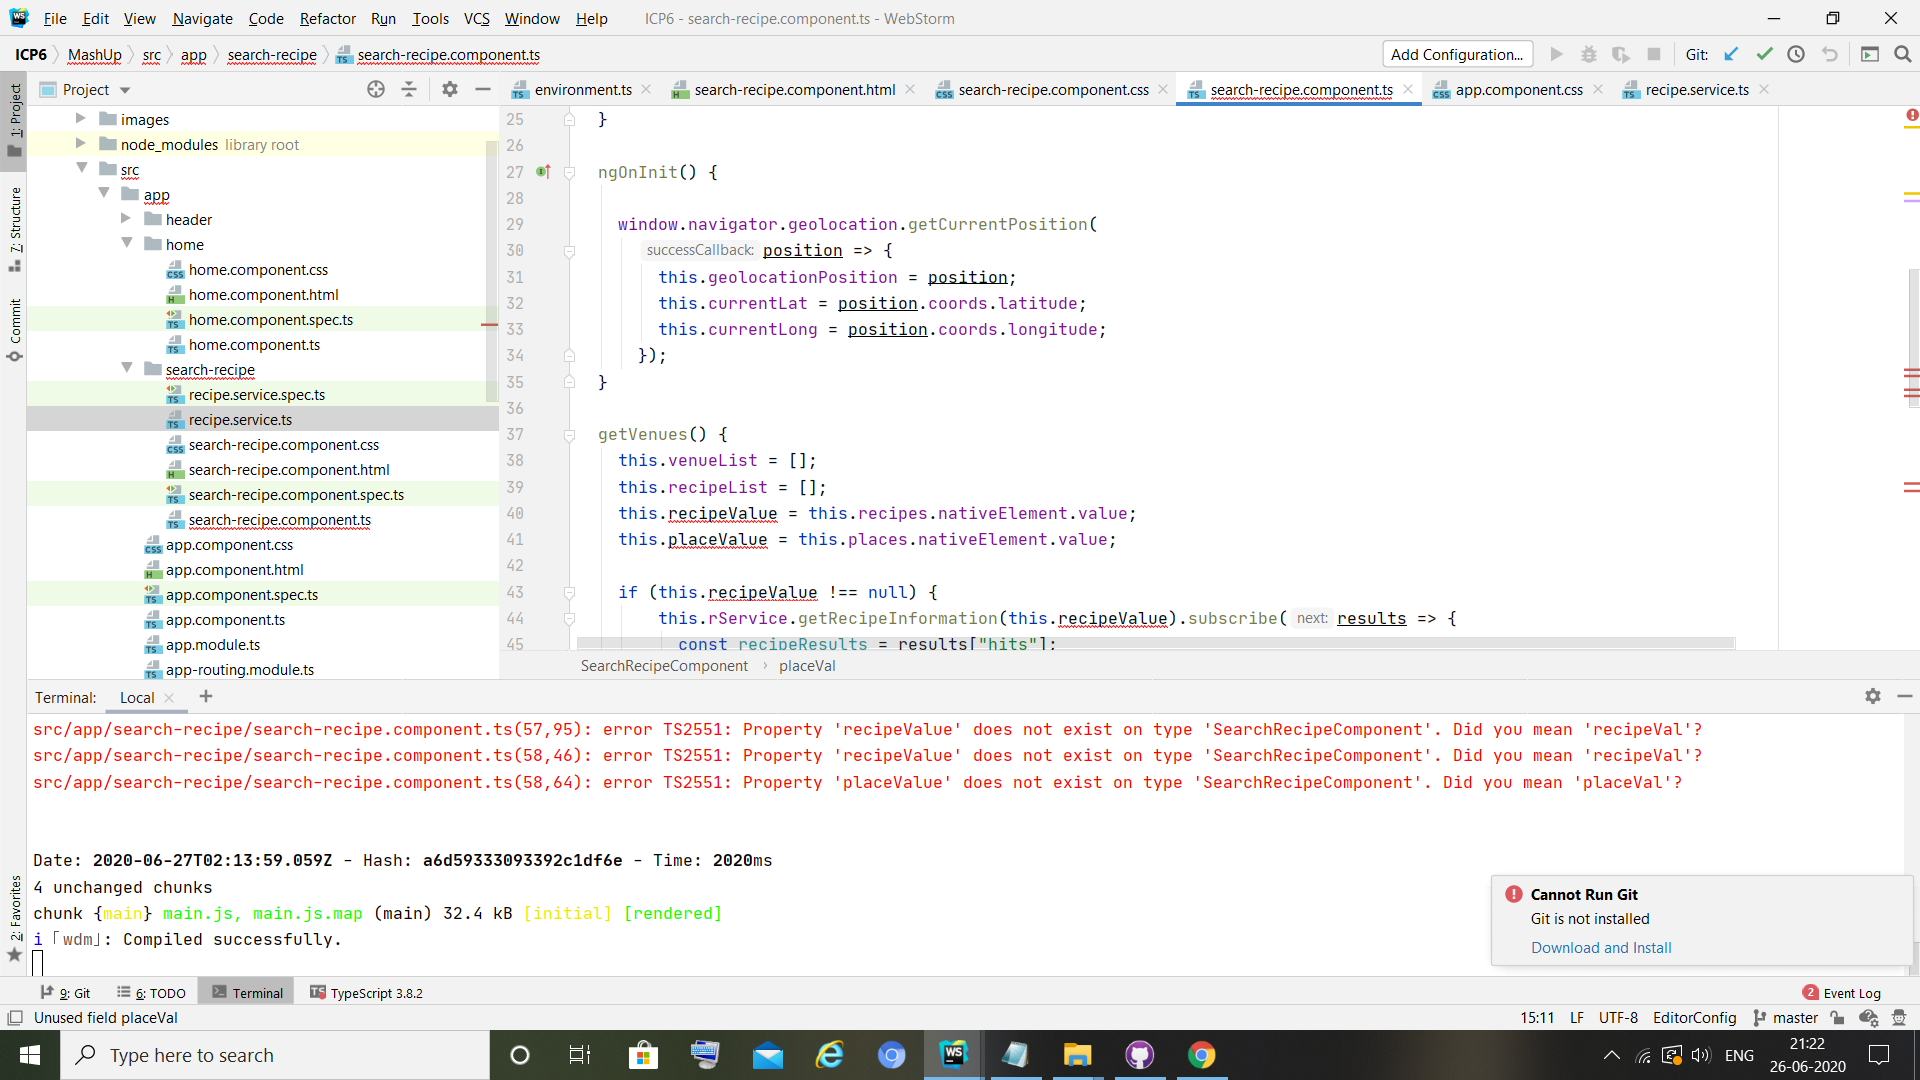 File Edit View Navigate Code Refactor Run Tools VCS Window Help ICP6 - search-recipe.component.ts - WebStorm
ICP6 MashUp src app search-recipe search-recipe.component.ts Add Configuration... Git:
Project environment.ts search-recipe.component.html search-recipe.component.css search-recipe.component.ts app.component.css recipe.service.ts
1: Project
7: Structure
Commit
2: Favorites
images
node_modules library root
src
app
header
home
home.component.css
home.component.html
home.component.spec.ts
home.component.ts
search-recipe
recipe.service.spec.ts
recipe.service.ts
search-recipe.component.css
search-recipe.component.html
search-recipe.component.spec.ts
search-recipe.component.ts
app.component.css
app.component.html
app.component.spec.ts
app.component.ts
app.module.ts
app-routing.module.ts
25 }
26
27 ngOnInit() {
28
29 window.navigator.geolocation.getCurrentPosition(
30 successCallback: position => {
31 this.geolocationPosition = position;
32 this.currentLat = position.coords.latitude;
33 this.currentLong = position.coords.longitude;
34 });
35 }
36
37 getVenues() {
38 this.venueList = [];
39 this.recipeList = [];
40 this.recipeValue = this.recipes.nativeElement.value;
41 this.placeValue = this.places.nativeElement.value;
42
43 if (this.recipeValue !== null) {
44 this.rService.getRecipeInformation(this.recipeValue).subscribe( next: results => {
45 const recipeResults = results["hits"];
SearchRecipeComponent › placeVal
Terminal: Local +
src/app/search-recipe/search-recipe.component.ts(57,95): error TS2551: Property 'recipeValue' does not exist on type 'SearchRecipeComponent'. Did you mean 'recipeVal'?
src/app/search-recipe/search-recipe.component.ts(58,46): error TS2551: Property 'recipeValue' does not exist on type 'SearchRecipeComponent'. Did you mean 'recipeVal'?
src/app/search-recipe/search-recipe.component.ts(58,64): error TS2551: Property 'placeValue' does not exist on type 'SearchRecipeComponent'. Did you mean 'placeVal'?
Date: 2020-06-27T02:13:59.059Z - Hash: a6d59333093392c1df6e - Time: 2020ms
4 unchanged chunks
chunk {main} main.js, main.js.map (main) 32.4 kB [initial] [rendered]
i ｢wdm｣: Compiled successfully.
Cannot Run Git
Git is not installed
Download and Install
9: Git 6: TODO Terminal TypeScript 3.8.2 2 Event Log
Unused field placeVal 15:11 LF UTF-8 EditorConfig master
Type here to search ENG 21:22
26-06-2020